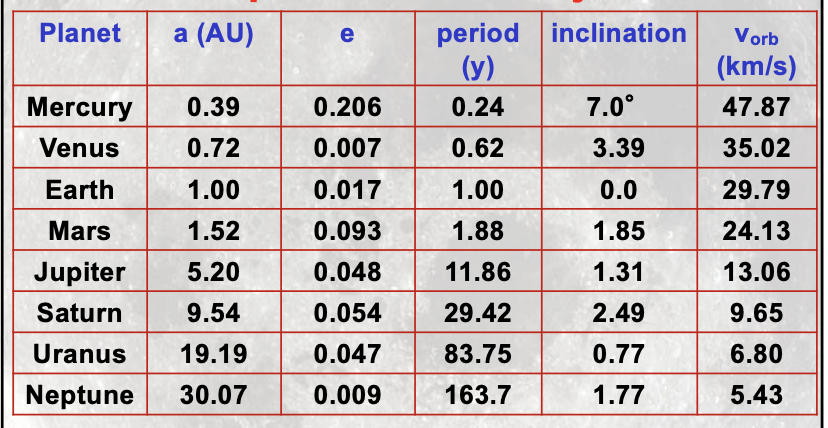 Planet a (AU) e period (y) inclination v orb (km/s)
Mercury 0.39 0.206 0.24 7.0° 47.87
Venus 0.72 0.007 0.62 3.39 35.02
Earth 1.00 0.017 1.00 0.0 29.79
Mars 1.52 0.093 1.88 1.85 24.13
Jupiter 5.20 0.048 11.86 1.31 13.06
Saturn 9.54 0.054 29.42 2.49 9.65
Uranus 19.19 0.047 83.75 0.77 6.80
Neptune 30.07 0.009 163.7 1.77 5.43